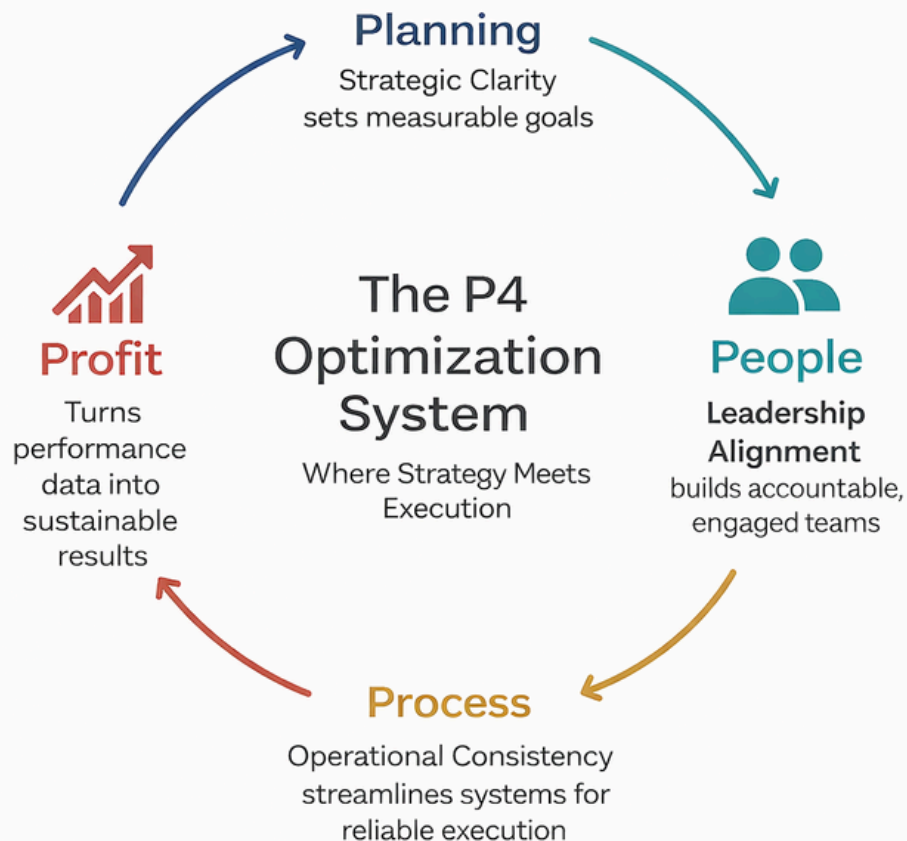 Planning
Strategic Clarity
sets measurable goals
The P4
Optimization
System
Where Strategy Meets
Execution
People
Leadership
Alignment
builds accountable,
engaged teams
Process
Operational Consistency
streamlines systems for
reliable execution
Profit
Turns
performance
data into
sustainable
results